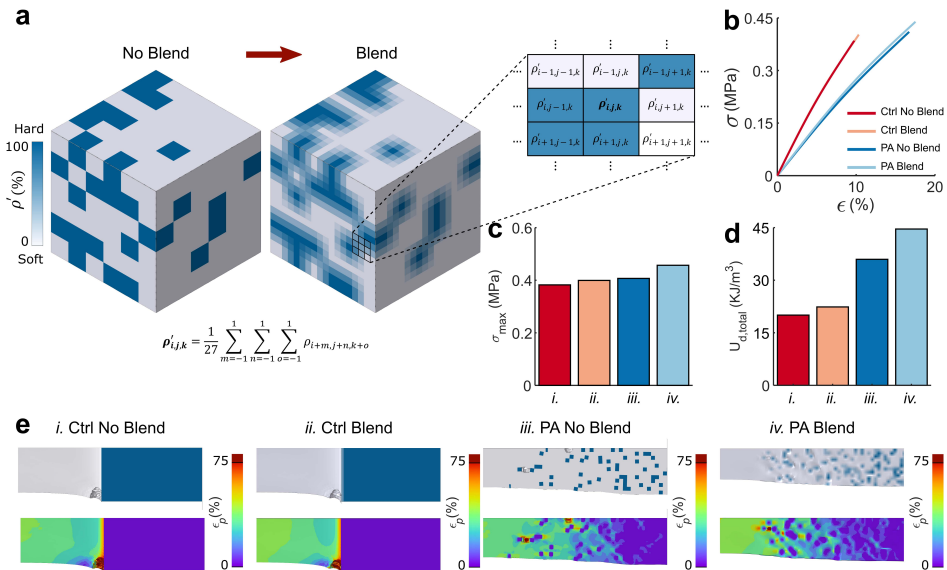 a
No Blend
Blend
Hard
100
ρ′ (%)
0
Soft
⋮ ⋮ ⋮
··· ρ′i−1,j−1,k ρ′i−1,j,k ρ′i−1,j+1,k ···
··· ρ′i,j−1,k ρ′i,j,k ρ′i,j+1,k ···
··· ρ′i+1,j−1,k ρ′i+1,j,k ρ′i+1,j+1,k ···
⋮ ⋮ ⋮
ρ′i,j,k = 1/27 ∑m=−1^1 ∑n=−1^1 ∑o=−1^1 ρi+m,j+n,k+o
b
0.45
0.3
0.15
0
σ (MPa)
0 10 20
ϵ (%)
Ctrl No Blend
Ctrl Blend
PA No Blend
PA Blend
c
0.6
0.4
0.2
0
σmax (MPa)
i. ii. iii. iv.
d
45
30
15
0
Ud,total (KJ/m³)
i. ii. iii. iv.
e
i. Ctrl No Blend
75
ϵp(%)
0
ii. Ctrl Blend
75
ϵp(%)
0
iii. PA No Blend
75
ϵp(%)
0
iv. PA Blend
75
ϵp(%)
0